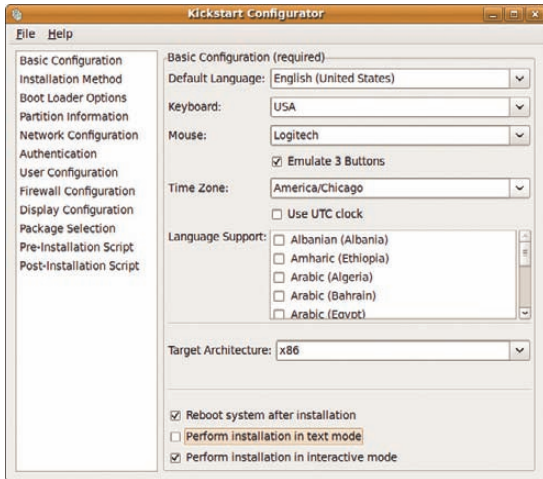 Kickstart Configurator
File Help
Basic Configuration
Installation Method
Boot Loader Options
Partition Information
Network Configuration
Authentication
User Configuration
Firewall Configuration
Display Configuration
Package Selection
Pre-Installation Script
Post-Installation Script
Basic Configuration (required)
Default Language: English (United States)
Keyboard: USA
Mouse: Logitech
Emulate 3 Buttons
Time Zone: America/Chicago
Use UTC clock
Language Support: Albanian (Albania)
Amharic (Ethiopia)
Arabic (Algeria)
Arabic (Bahrain)
Arabic (Egypt)
Target Architecture: x86
Reboot system after installation
Perform installation in text mode
Perform installation in interactive mode